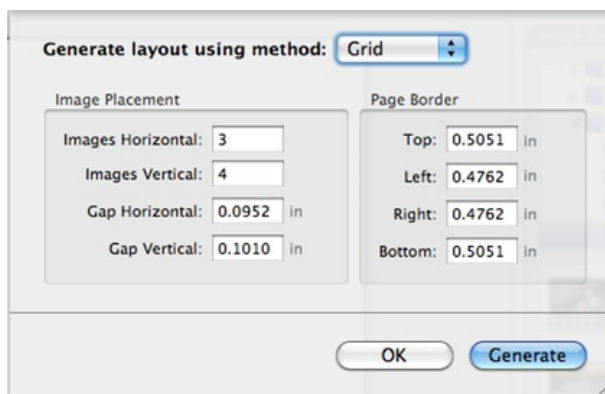 Generate layout using method: Grid
Image Placement
Images Horizontal: 3
Images Vertical: 4
Gap Horizontal: 0.0952 in
Gap Vertical: 0.1010 in
Page Border
Top: 0.5051 in
Left: 0.4762 in
Right: 0.4762 in
Bottom: 0.5051 in
OK
Generate